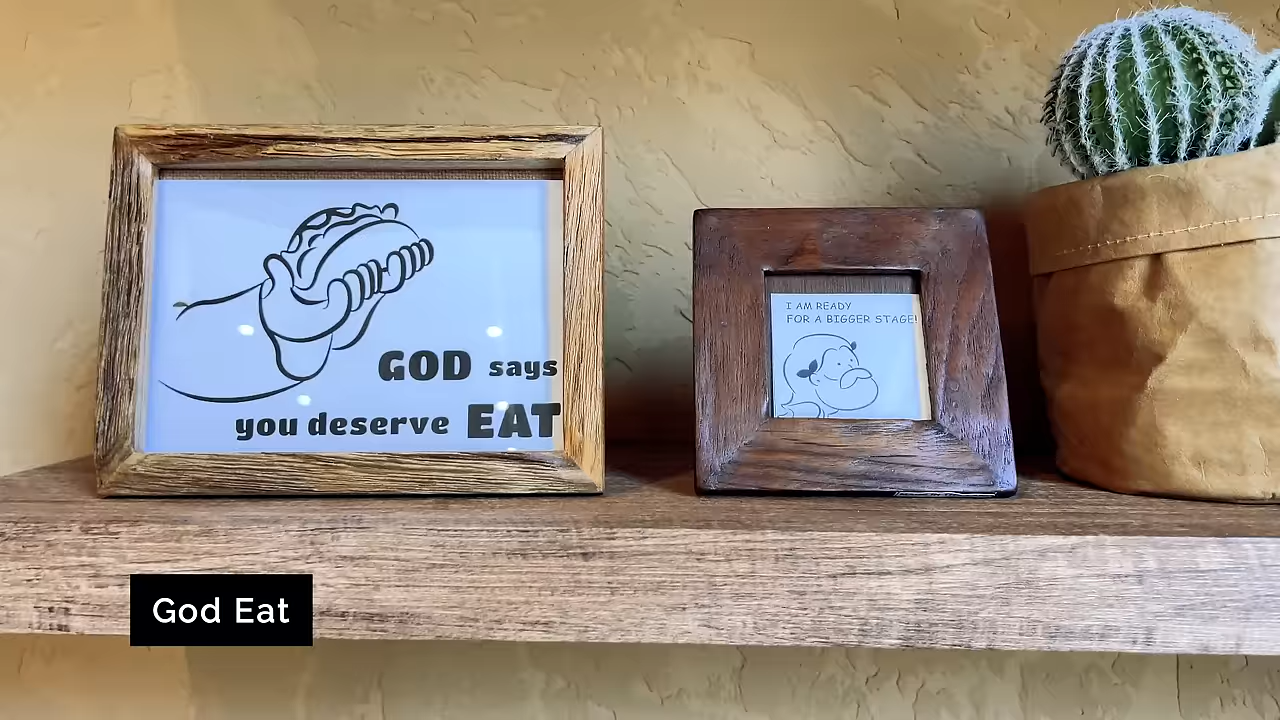 GOD says
you deserve EAT
I AM READY
FOR A BIGGER STAGE!
God Eat